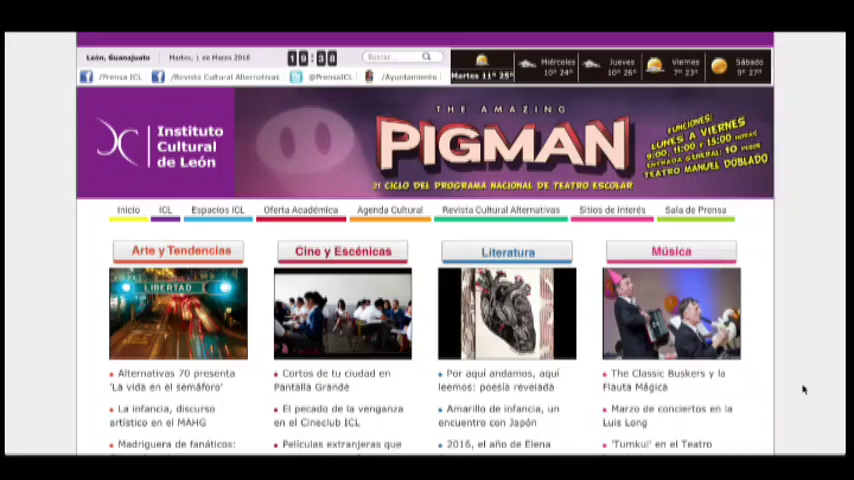 León, Guanajuato
Martes, 1 de Marzo 2016
19:38
Buscar...
/Prensa ICL
/Revista Cultural Alternativas
@PrensaICL
/Ayuntamiento
Martes 11° 25°
Miércoles
10° 24°
Jueves
10° 26°
Viernes
7° 23°
Sábado
9° 27°
Instituto
Cultural
de León
THE AMAZING
PIGMAN
21 CICLO DEL PROGRAMA NACIONAL DE TEATRO ESCOLAR
FUNCIONES:
LUNES A VIERNES
9:00, 11:00 Y 15:00 HORAS
ENTRADA GENERAL: 10 PESOS
TEATRO MANUEL DOBLADO
Inicio
ICL
Espacios ICL
Oferta Académica
Agenda Cultural
Revista Cultural Alternativas
Sitios de Interés
Sala de Prensa
Arte y Tendencias
LIBERTAD
Alternativas 70 presenta
'La vida en el semáforo'
La infancia, discurso
artístico en el MAHG
Madriguera de fanáticos:
Cine y Escénicas
Cortos de tu ciudad en
Pantalla Grande
El pecado de la venganza
en el Cineclub ICL
Películas extranjeras que
Literatura
Por aquí andamos, aquí
leemos: poesía revelada
Amarillo de infancia, un
encuentro con Japón
2016, el año de Elena
Música
The Classic Buskers y la
Flauta Mágica
Marzo de conciertos en la
Luis Long
'Tumkul' en el Teatro